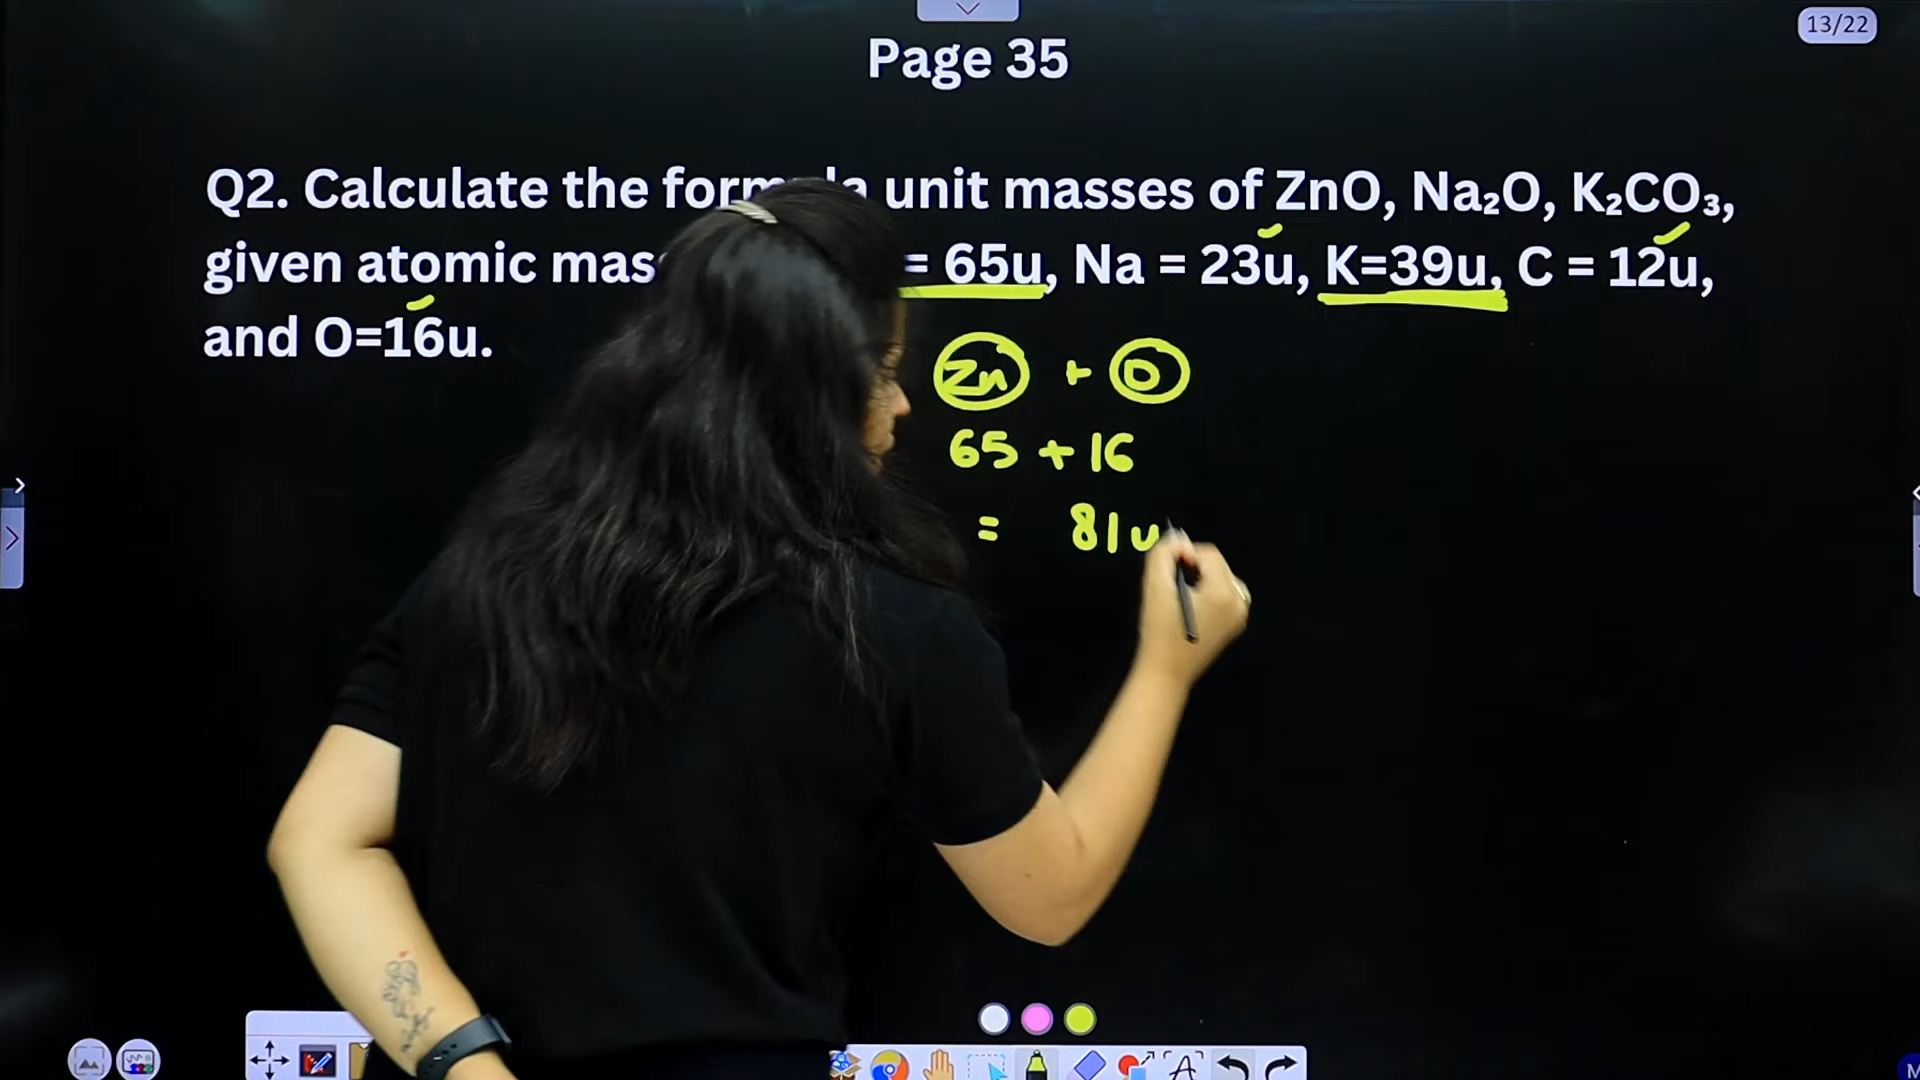 13/22
Page 35
Q2. Calculate the formula unit masses of ZnO, Na₂O, K₂CO₃,
given atomic mas = 65u, Na = 23u, K=39u, C = 12u,
and O=16u.
Zn + O
65 + 16
= 81u